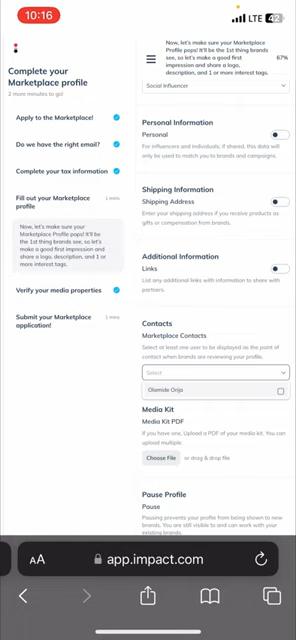 10:16
LTE 42
Complete your
Marketplace profile
2 more minutes to go!
Apply to the Marketplace!
Do we have the right email?
Complete your tax information
Fill out your Marketplace
profile
1 mins
Now, let's make sure your
Marketplace Profile pops! It'll be
the 1st thing brands see, so let's
make a good first impression and
share a logo, description, and 1 or
more interest tags.
Verify your media properties
Submit your Marketplace
application!
1 mins
Now, let's make sure your Marketplace
Profile pops! It'll be the 1st thing brands
see, so let's make a good first
impression and share a logo,
description, and 1 or more interest tags.
67%
Social Influencer
Personal Information
Personal
For influencers and individuals, if shared, this data will
only be used to match you to brands and campaigns.
Shipping Information
Shipping Address
Enter your shipping address if you receive products as
gifts or compensation from brands.
Additional Information
Links
List any additional links with information to share with
partners.
Contacts
Marketplace Contacts
Select at least one user to be displayed as the point of
contact when brands are reviewing your profile.
Select
Olamide Orija
Media Kit
Media Kit PDF
If you have one, Upload a PDF of your media kit. You can
upload multiple.
Choose File or drag & drop file
Pause Profile
Pause
Pausing prevents your profile from being shown to new
brands. You are still visible to and can work with your
existing brands.
AA
app.impact.com